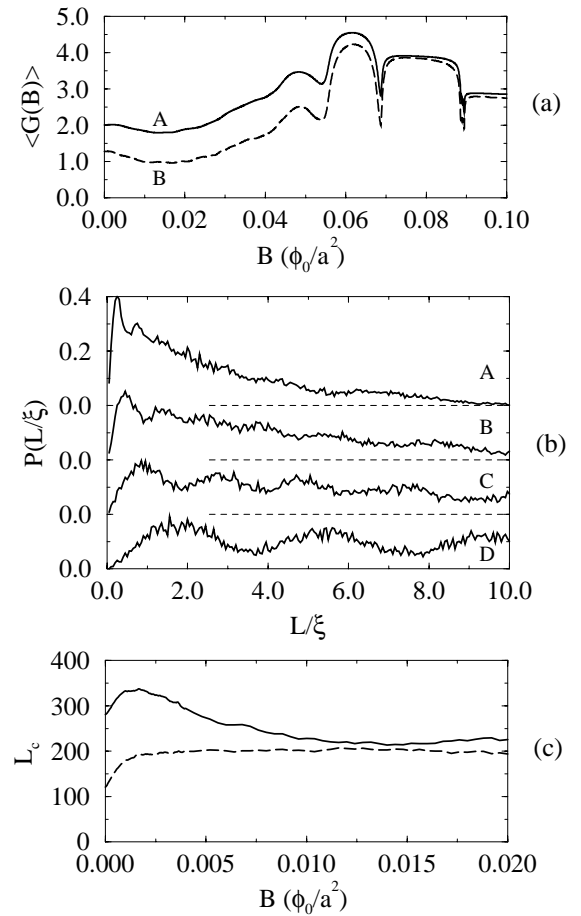 5.0
4.0
3.0
2.0
1.0
0.0
<G(B)>
A
B
(a)
0.00 0.02 0.04 0.06 0.08 0.10
B (ϕ₀/a²)
0.4
0.2
0.0
0.0
0.0
0.0
P(L/ξ)
A
B
C
D
(b)
0.0 2.0 4.0 6.0 8.0 10.0
L/ξ
400
300
200
100
0
L_c
(c)
0.000 0.005 0.010 0.015 0.020
B (ϕ₀/a²)